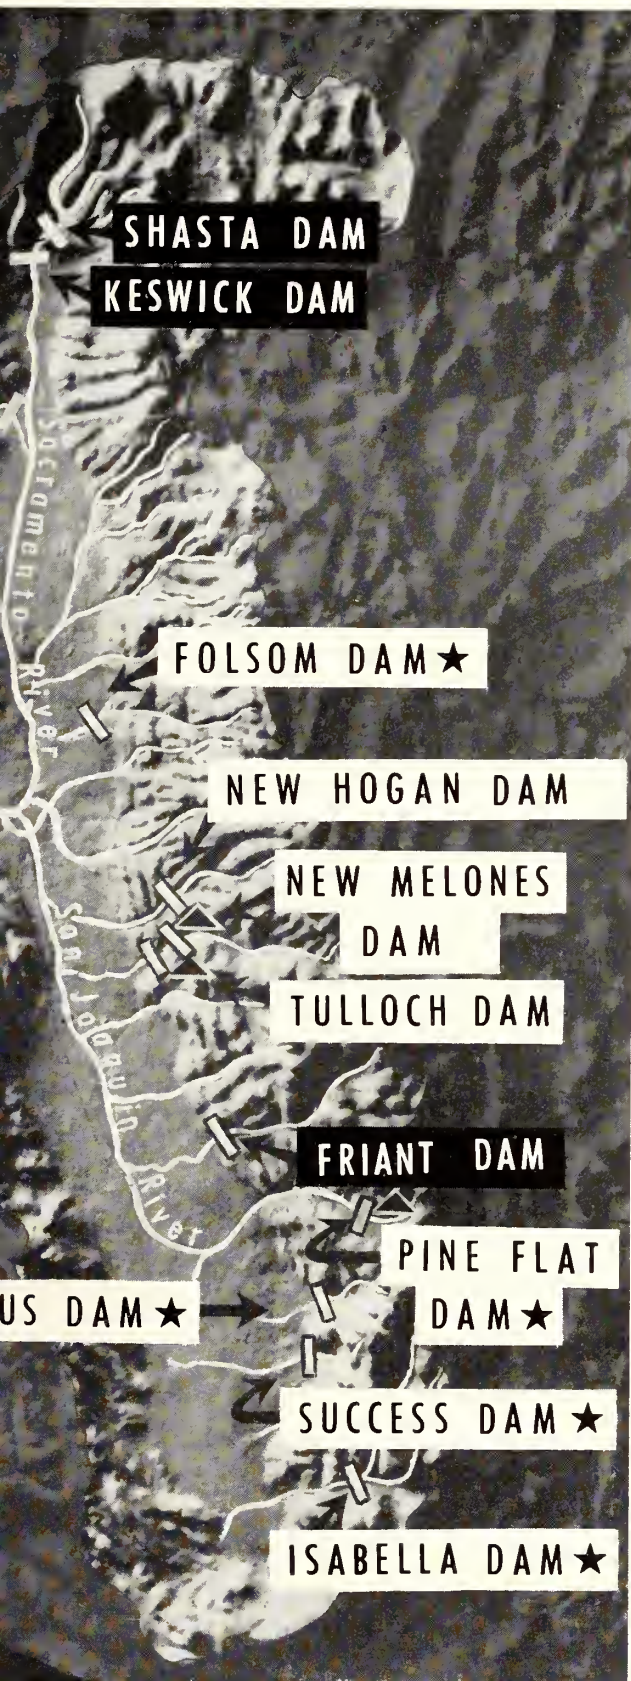 SHASTA DAM
KESWICK DAM
Sacramento River
FOLSOM DAM★
NEW HOGAN DAM
NEW MELONES
DAM
TULLOCH DAM
San Joaquin River
FRIANT DAM
PINE FLAT
DAM★
US DAM★
SUCCESS DAM★
ISABELLA DAM★